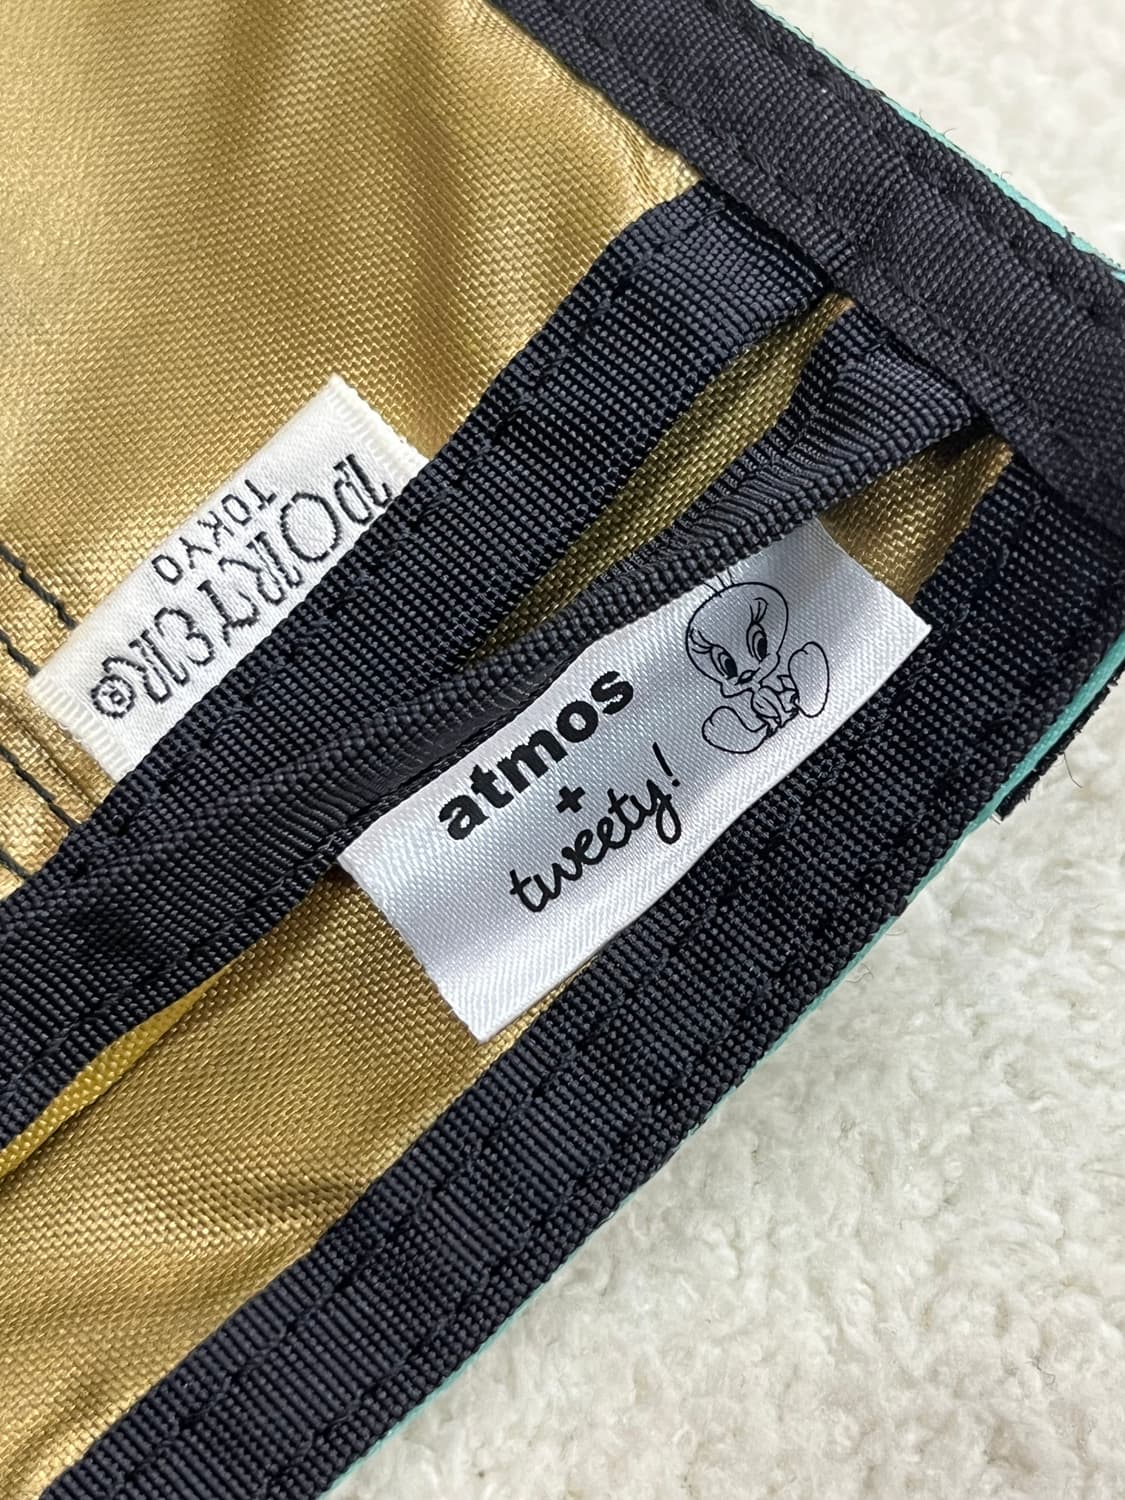 PORTER®
TOKYO
atmos
+
tweety!